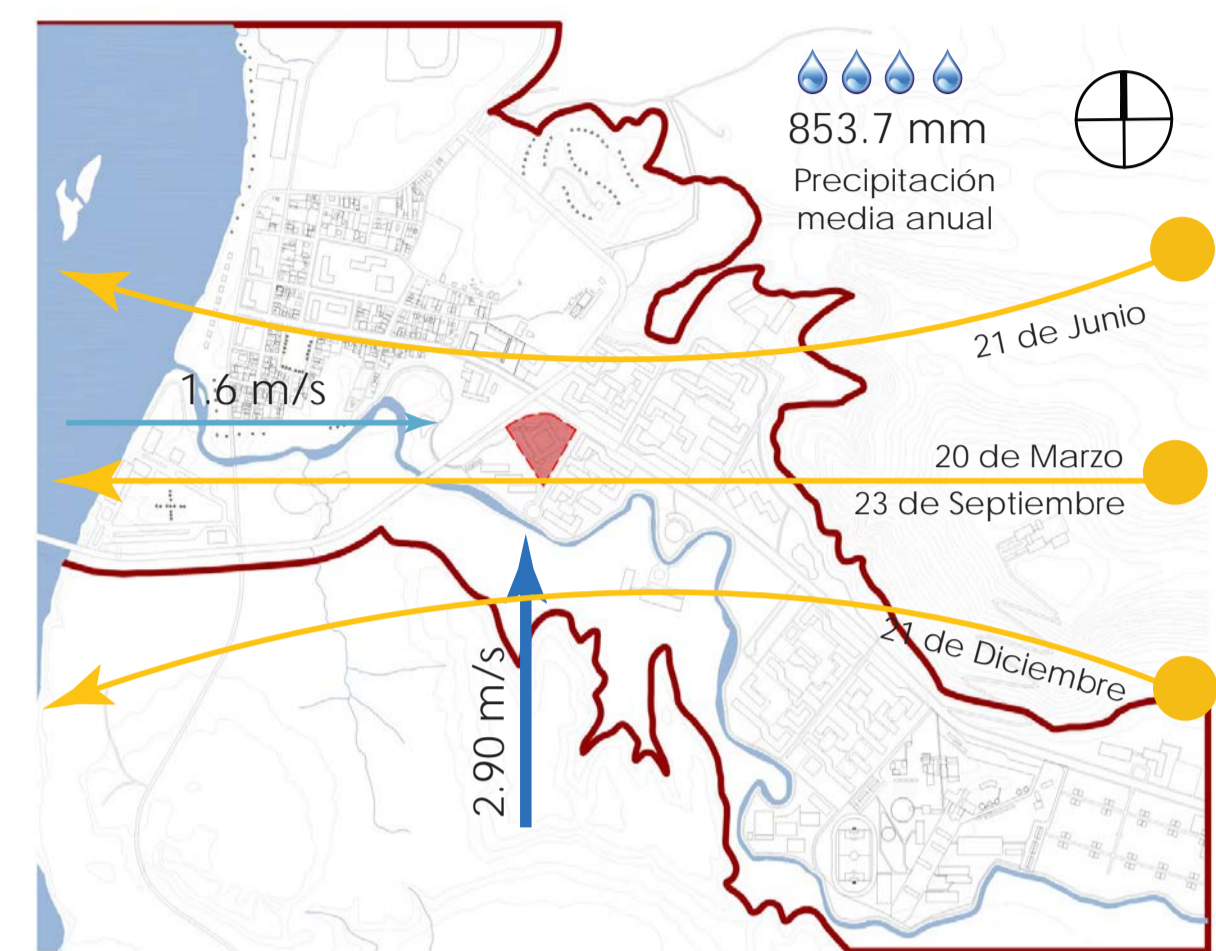 853.7 mm
Precipitación
media anual
21 de Junio
1.6 m/s
20 de Marzo
23 de Septiembre
21 de Diciembre
2.90 m/s